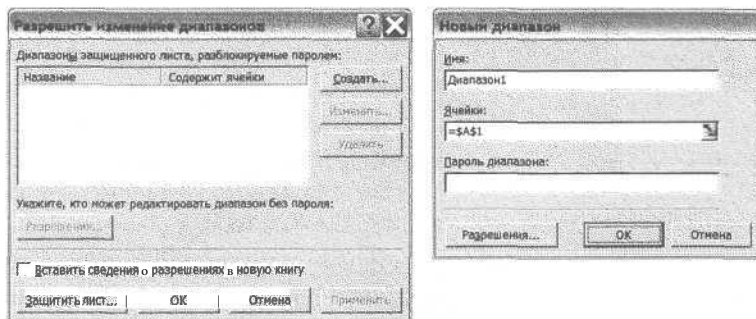 Разрешить изменение диапазонов
Диапазоны защищенного листа, разблокируемые паролем:
Название Содержит ячейки
Создать...
Изменить...
Удалить
Укажите, кто может редактировать диапазон без пароля:
Разрешения...
Вставить сведения о разрешениях в новую книгу
Защитить лист... ОК Отмена Применить
Новый диапазон
Имя:
Диапазон1
Ячейки:
=$A$1
Пароль диапазона:
Разрешения... ОК Отмена